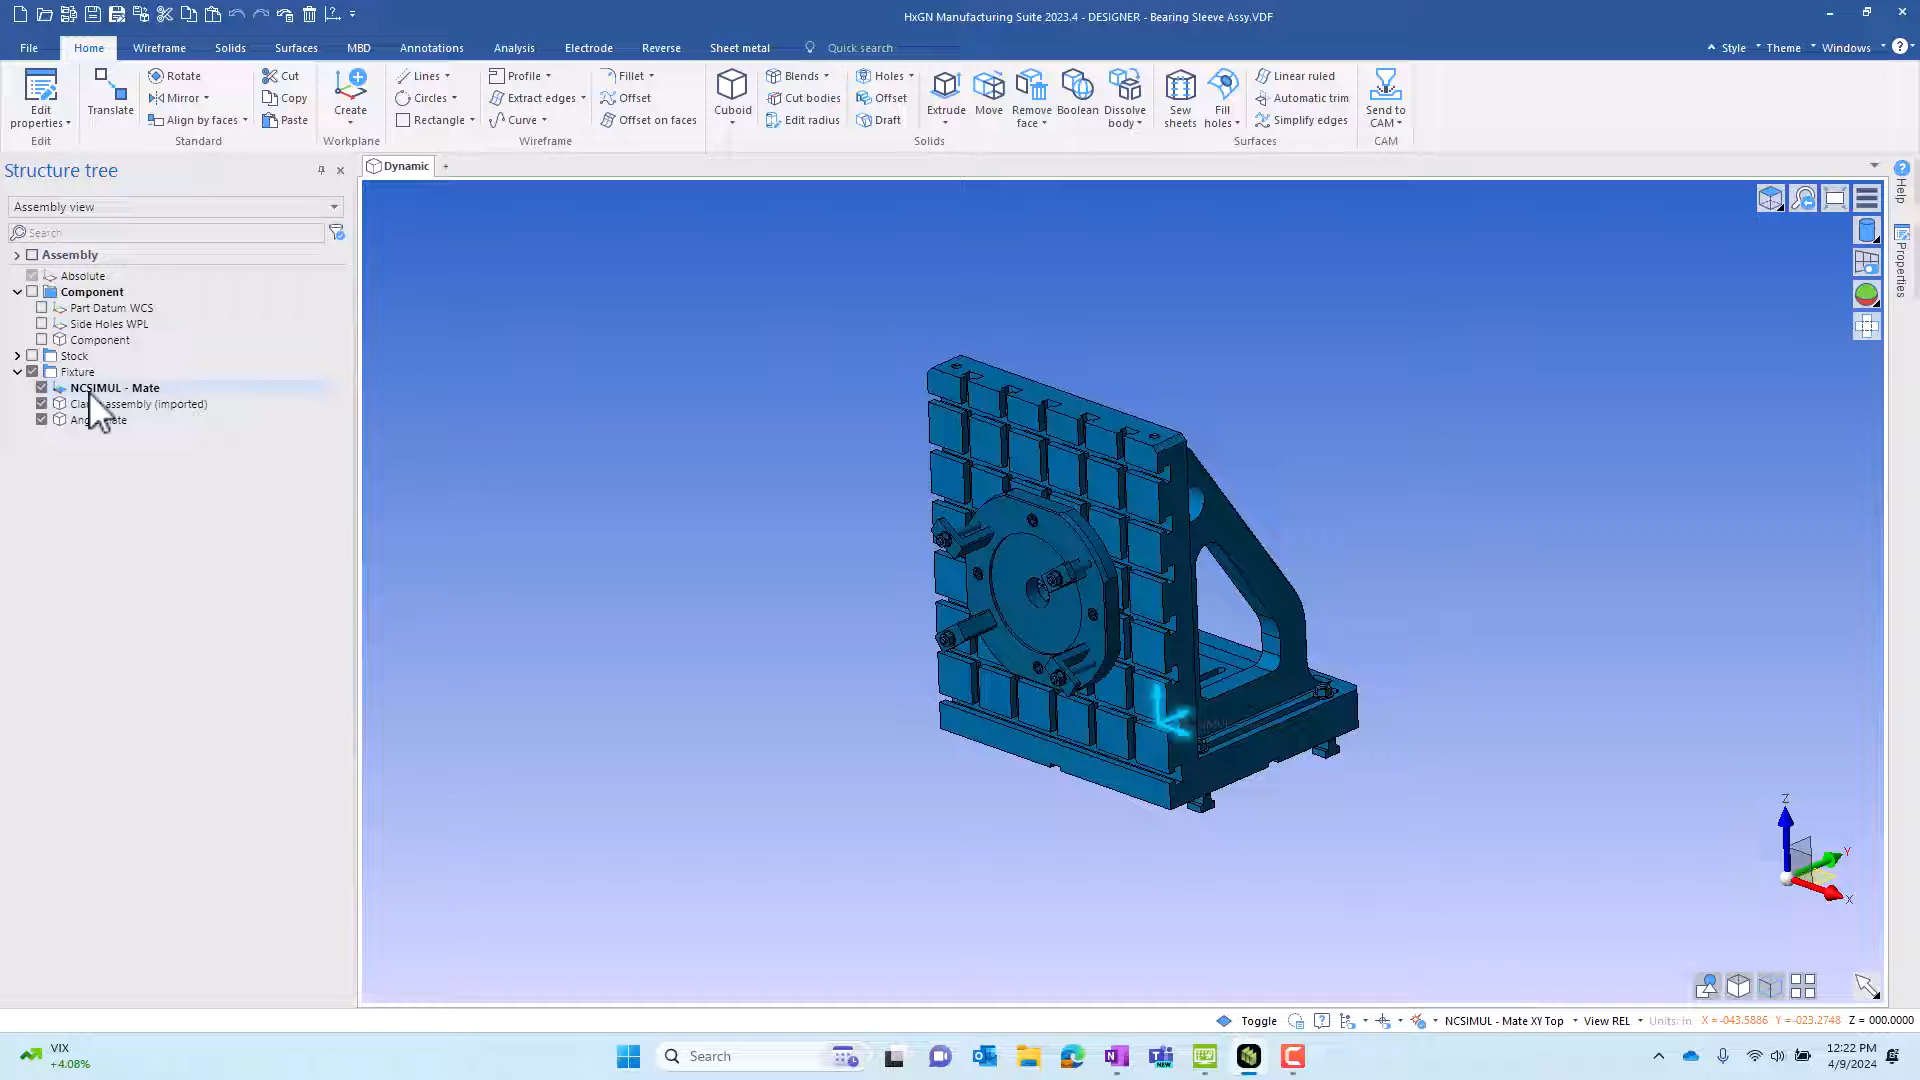 HxGN Manufacturing Suite 2023.4 - DESIGNER - Bearing Sleeve Assy.VDF
File Home Wireframe Solids Surfaces MBD Annotations Analysis Electrode Reverse Sheet metal Quick search Style Theme Windows ?
Edit properties
Edit
Translate
Rotate
Mirror
Align by faces
Cut
Copy
Paste
Standard
Create
Workplane
Lines
Circles
Rectangle
Profile
Extract edges
Curve
Fillet
Offset
Offset on faces
Wireframe
Cuboid
Blends
Cut bodies
Edit radius
Holes
Offset
Draft
Extrude
Move
Remove face
Boolean
Dissolve body
Solids
Sew sheets
Fill holes
Linear ruled
Automatic trim
Simplify edges
Surfaces
Send to CAM
CAM
Structure tree
Dynamic +
Assembly view
Search
Assembly
Absolute
Component
Part Datum WCS
Side Holes WPL
Component
Stock
Fixture
NCSIMUL - Mate
assembly (imported)
Help
Properties
Z
Y
X
Toggle NCSIMUL - Mate XY Top View REL Units: in X = -043.5886 Y = -023.2748 Z = 000.0000
VIX
+4.08%
Search
NEW
12:22 PM
4/9/2024